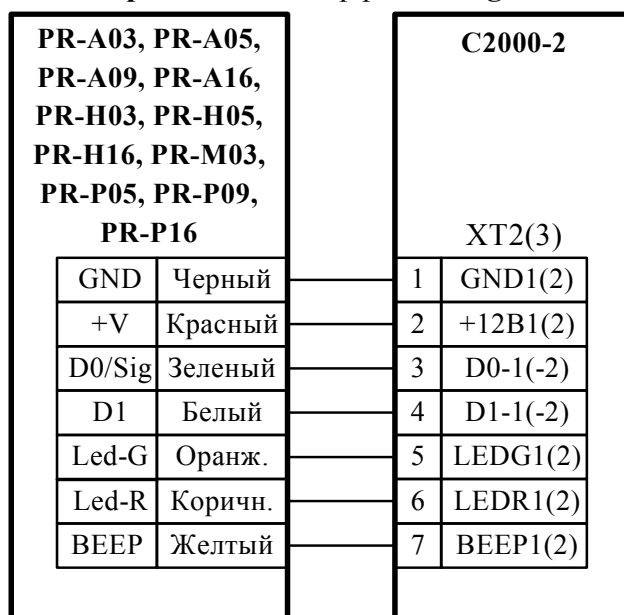 PR-A03, PR-A05,
PR-A09, PR-A16,
PR-H03, PR-H05,
PR-H16, PR-M03,
PR-P05, PR-P09,
PR-P16
C2000-2
XT2(3)
GND Черный 1 GND1(2)
+V Красный 2 +12В1(2)
D0/Sig Зеленый 3 D0-1(-2)
D1 Белый 4 D1-1(-2)
Led-G Оранж. 5 LEDG1(2)
Led-R Коричн. 6 LEDR1(2)
BEEP Желтый 7 BEEP1(2)